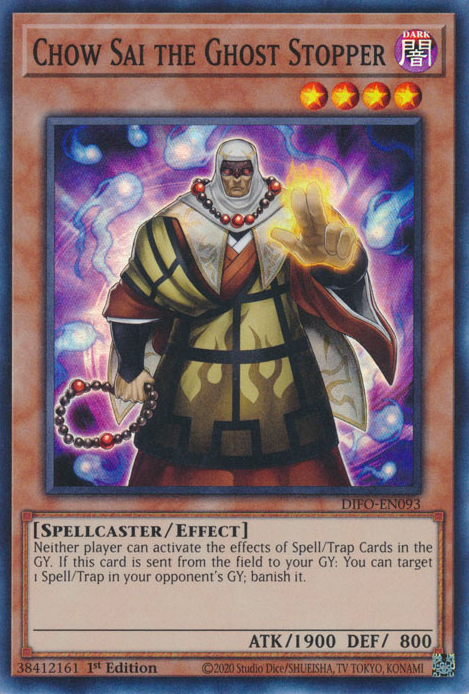 Chow Sai the Ghost Stopper
DARK
闇
DIFO-EN093
[Spellcaster/Effect]
Neither player can activate the effects of Spell/Trap Cards in the
GY. If this card is sent from the field to your GY: You can target
1 Spell/Trap in your opponent's GY; banish it.
ATK/1900 DEF/ 800
38412161 1st Edition ©2020 Studio Dice/SHUEISHA, TV TOKYO, KONAMI